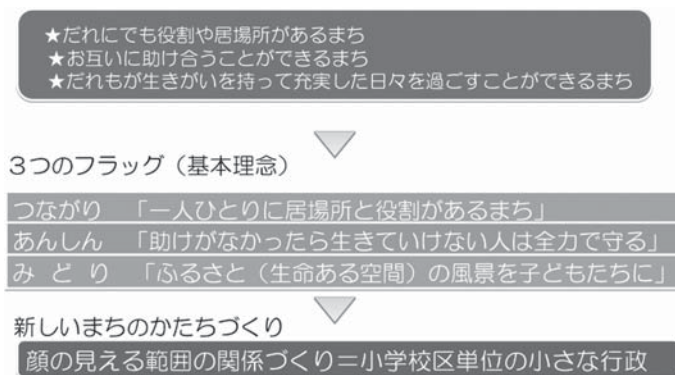 ★だれにでも役割や居場所があるまち
★お互いに助け合うことができるまち
★だれもが生きがいを持って充実した日々を過ごすことができるまち
3つのフラッグ（基本理念）
つながり　「一人ひとりに居場所と役割があるまち」
あんしん　「助けがなかったら生きていけない人は全力で守る」
み ど り　「ふるさと（生命ある空間）の風景を子どもたちに」
新しいまちのかたちづくり
顔の見える範囲の関係づくり＝小学校区単位の小さな行政